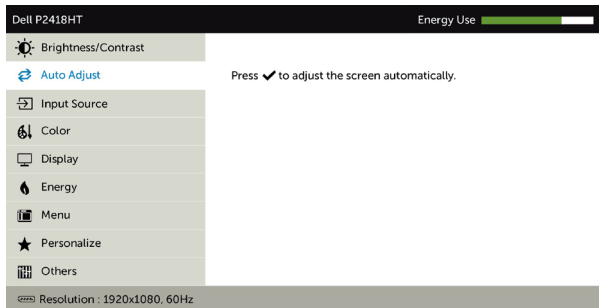 Dell P2418HT Energy Use
Brightness/Contrast
Auto Adjust
Press ✓ to adjust the screen automatically.
Input Source
Color
Display
Energy
Menu
Personalize
Others
Resolution : 1920x1080, 60Hz